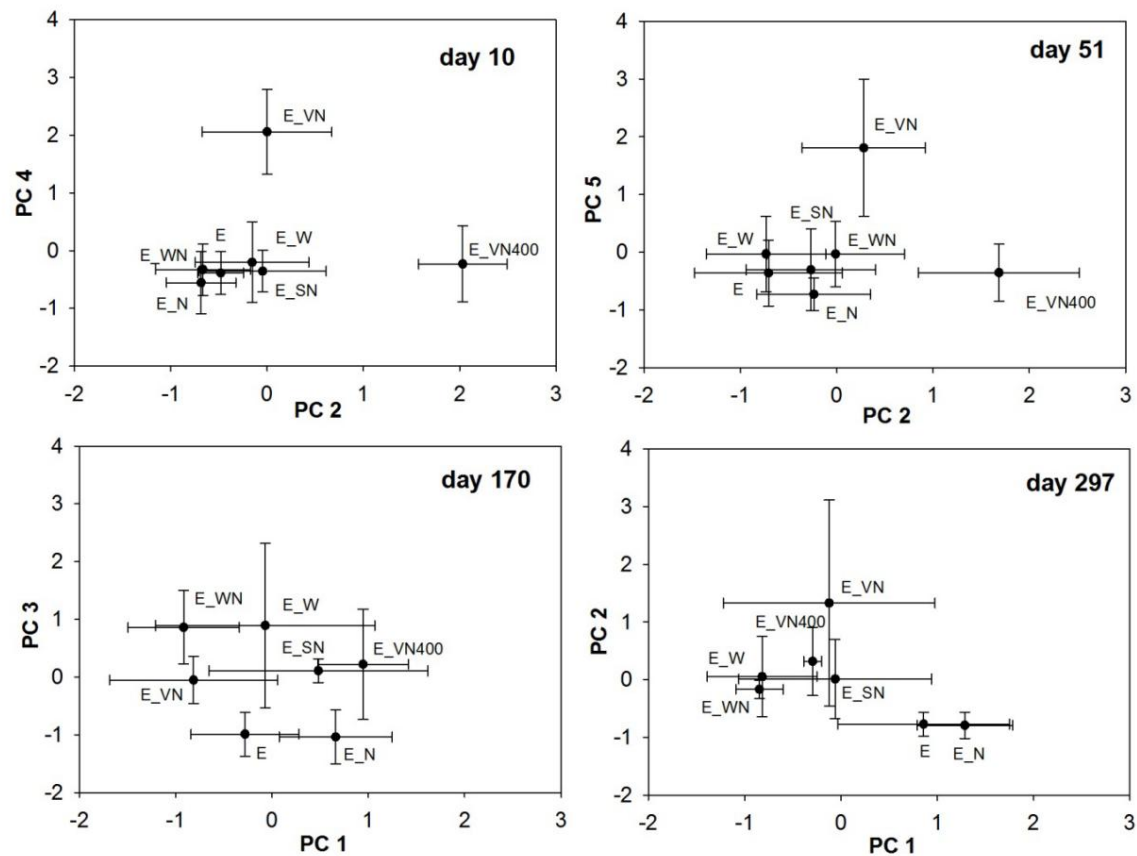 4
3
2
1
0
-1
-2
PC 4
day 10
E_VN
E
E_W
E_WN
E_VN400
E_SN
E_N
-2 -1 0 1 2 3
PC 2
4
3
2
1
0
-1
-2
PC 5
day 51
E_VN
E_SN
E_W
E_WN
E
E_N
E_VN400
-2 -1 0 1 2 3
PC 2
4
3
2
1
0
-1
-2
PC 3
day 170
E_WN
E_W
E_SN
E_VN400
E_VN
E
E_N
-2 -1 0 1 2 3
PC 1
4
3
2
1
0
-1
-2
PC 2
day 297
E_VN
E_VN400
E_W
E_SN
E_WN
E
E_N
-2 -1 0 1 2 3
PC 1